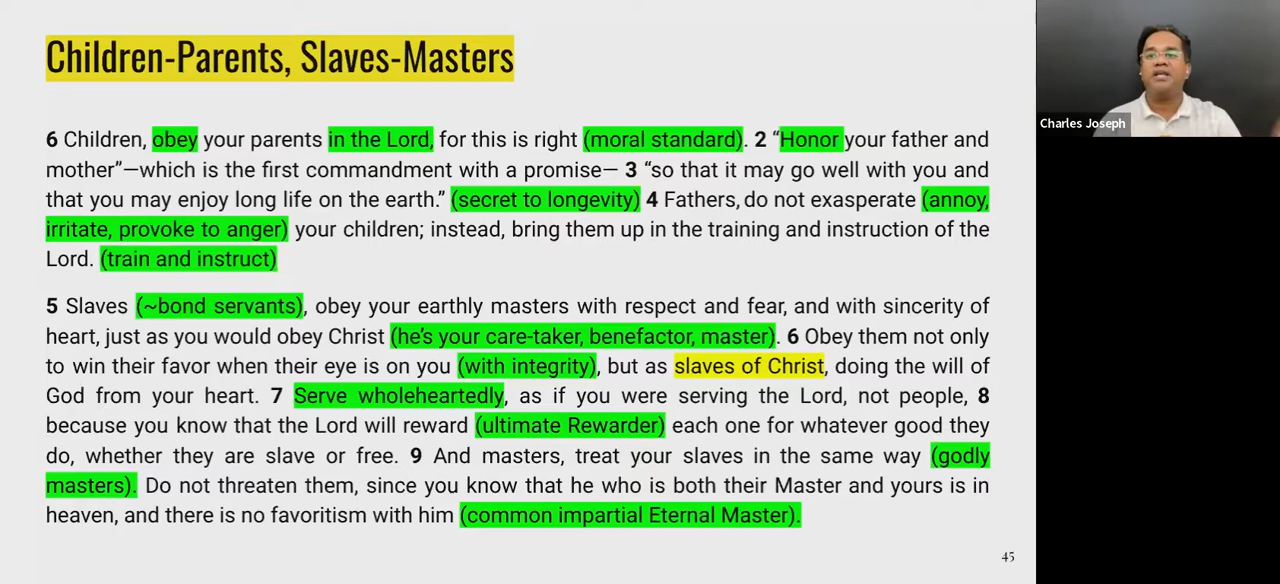 Children-Parents, Slaves-Masters
6 Children, obey your parents in the Lord, for this is right (moral standard). 2 “Honor your father and
mother”—which is the first commandment with a promise— 3 “so that it may go well with you and
that you may enjoy long life on the earth.” (secret to longevity) 4 Fathers, do not exasperate (annoy,
irritate, provoke to anger) your children; instead, bring them up in the training and instruction of the
Lord. (train and instruct)
5 Slaves (~bond servants), obey your earthly masters with respect and fear, and with sincerity of
heart, just as you would obey Christ (he’s your care-taker, benefactor, master). 6 Obey them not only
to win their favor when their eye is on you (with integrity), but as slaves of Christ, doing the will of
God from your heart. 7 Serve wholeheartedly, as if you were serving the Lord, not people, 8
because you know that the Lord will reward (ultimate Rewarder) each one for whatever good they
do, whether they are slave or free. 9 And masters, treat your slaves in the same way (godly
masters). Do not threaten them, since you know that he who is both their Master and yours is in
heaven, and there is no favoritism with him (common impartial Eternal Master).
45
Charles Joseph